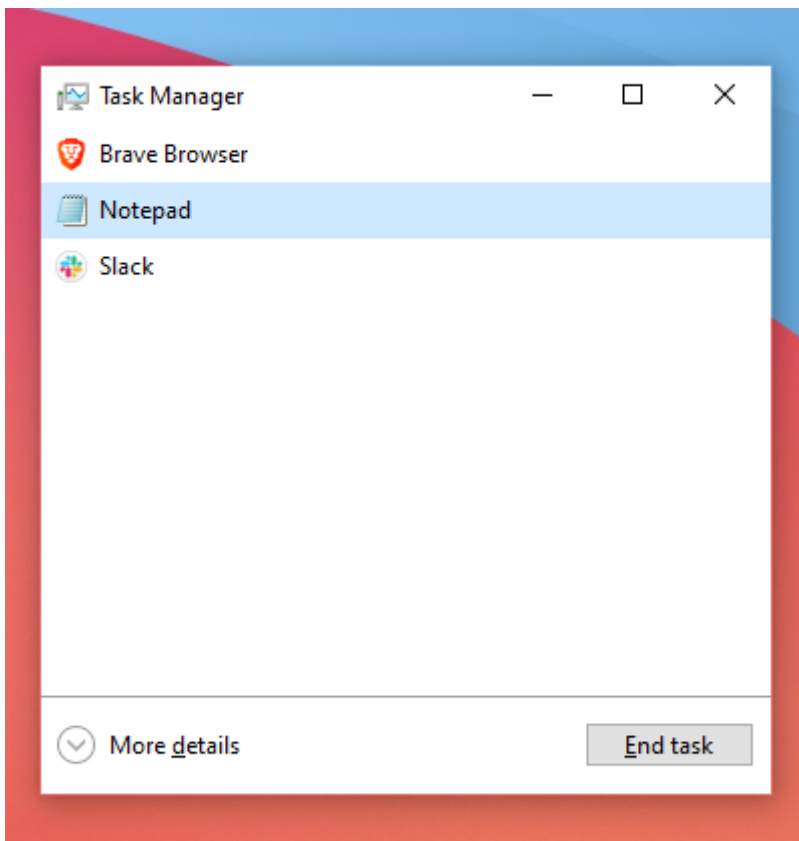 Task Manager
Brave Browser
Notepad
Slack
More details
End task